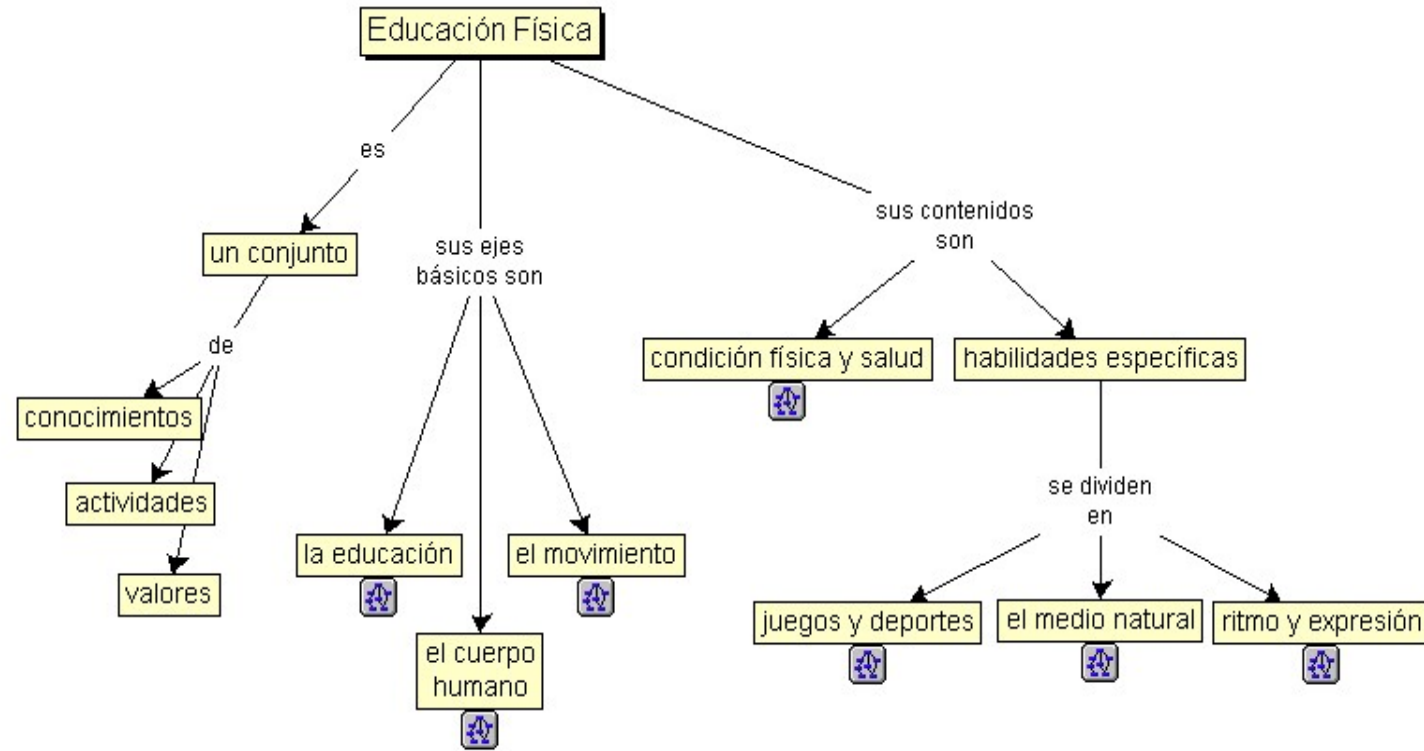 Educación Física
es
un conjunto
de
conocimientos
actividades
valores
sus ejes
básicos son
la educación
el movimiento
el cuerpo
humano
sus contenidos
son
condición física y salud
habilidades específicas
se dividen
en
juegos y deportes
el medio natural
ritmo y expresión